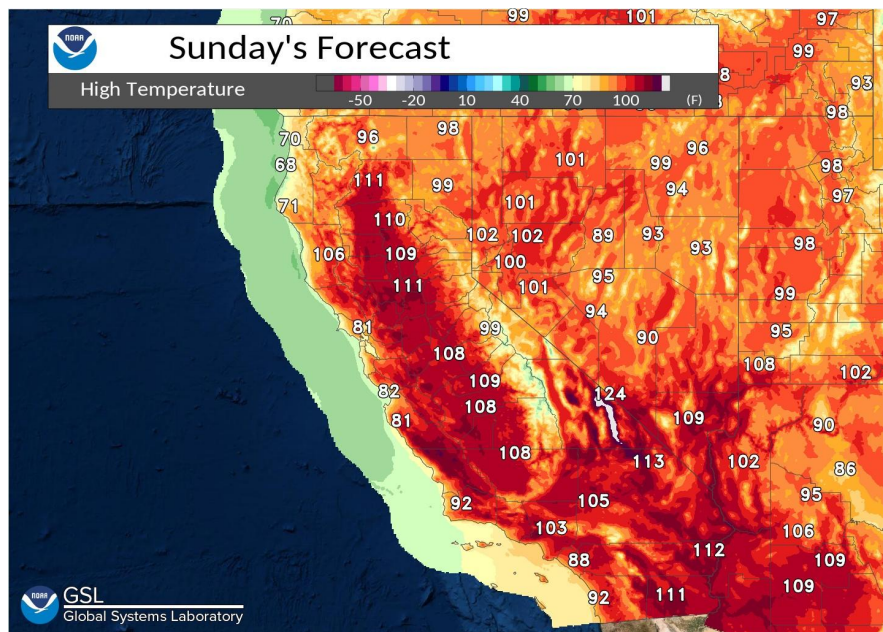 70 99 101 97
NOAA
Sunday's Forecast
99
High Temperature
-50 -20 10 40 70 100 (F)
8 93
3 98
70 96 98 96
68 101 99 98
111 99 94 97
71 101
110 102 102 89 93 93 98
106 109 100
111 101 95 99
81 99 94 90 95
108 108 102
82 109 124
81 108 109 90
108 113 102 86
92 105 95
103 106
88 112 109
92 111 109
NOAA
GSL
Global Systems Laboratory